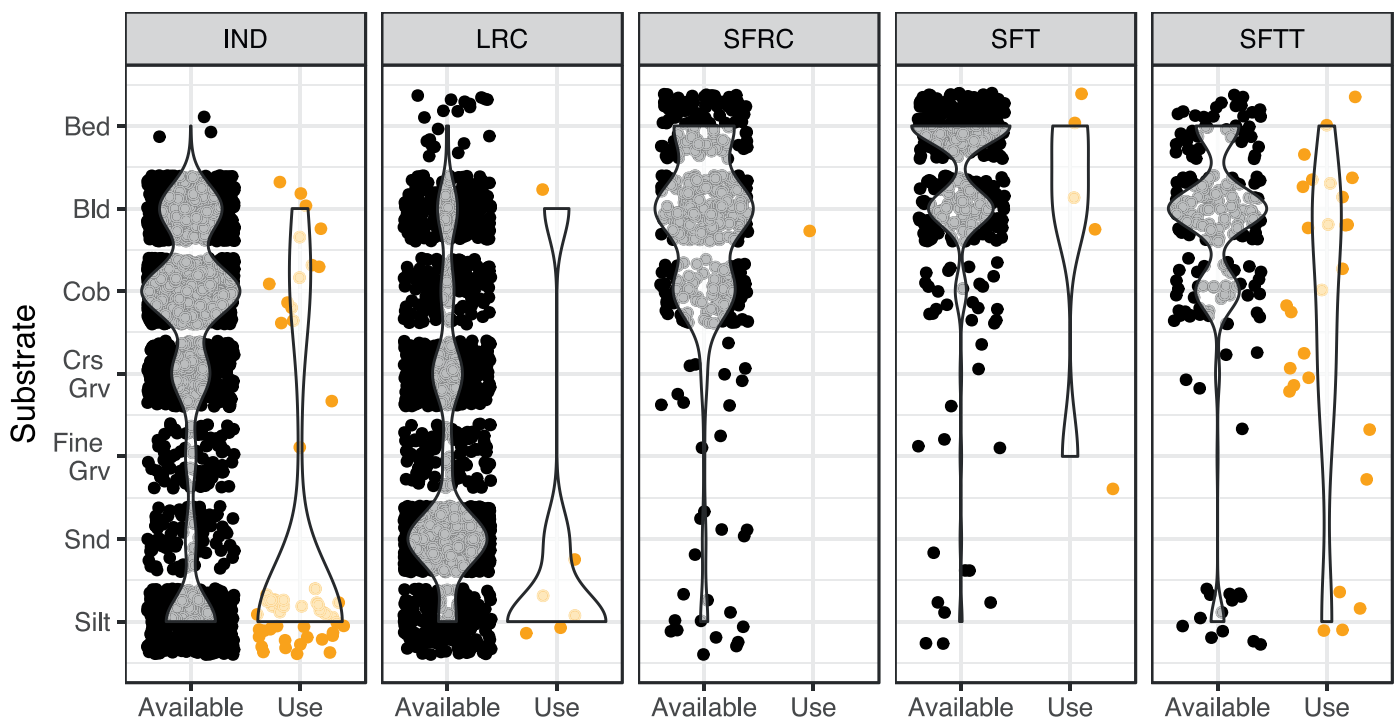 IND LRC SFRC SFT SFTT
Substrate
Bed
Bld
Cob
Crs
Grv
Fine
Grv
Snd
Silt
Available Use Available Use Available Use Available Use Available Use